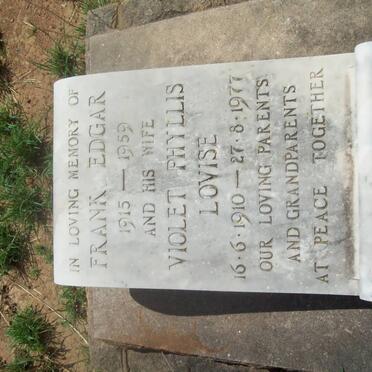 IN LOVING MEMORY OF
FRANK EDGAR
1915 — 1959
AND HIS WIFE
VIOLET PHYLLIS
LOVISE
16·6·1910 — 27·8·1977
OUR LOVING PARENTS
AND GRANDPARENTS
AT PEACE TOGETHER